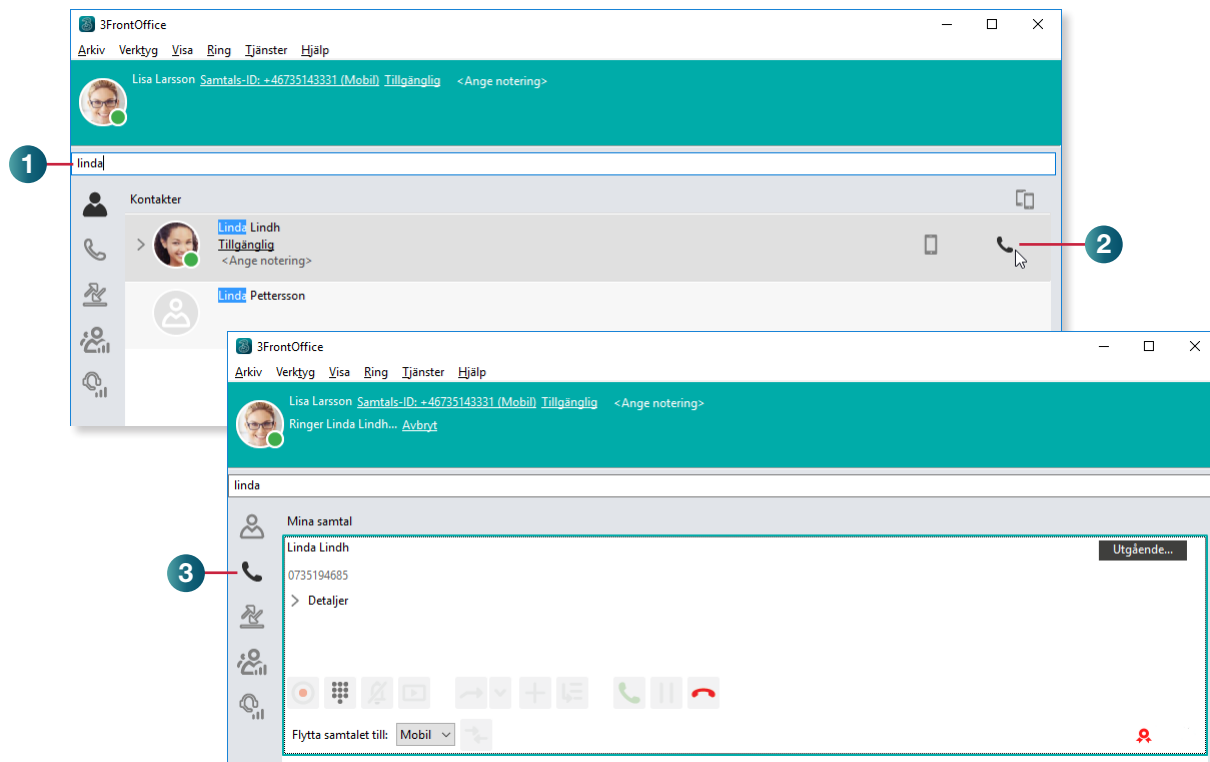 3FrontOffice
Arkiv Verktyg Visa Ring Tjänster Hjälp
Lisa Larsson Samtals-ID: +46735143331 (Mobil) Tillgänglig <Ange notering>
1
linda
Kontakter
Linda Lindh
Tillgänglig
<Ange notering>
2
Linda Pettersson
3FrontOffice
Arkiv Verktyg Visa Ring Tjänster Hjälp
Lisa Larsson Samtals-ID: +46735143331 (Mobil) Tillgänglig <Ange notering>
Ringer Linda Lindh... Avbryt
linda
Mina samtal
Linda Lindh
Utgående...
3
0735194685
Detaljer
Flytta samtalet till: Mobil